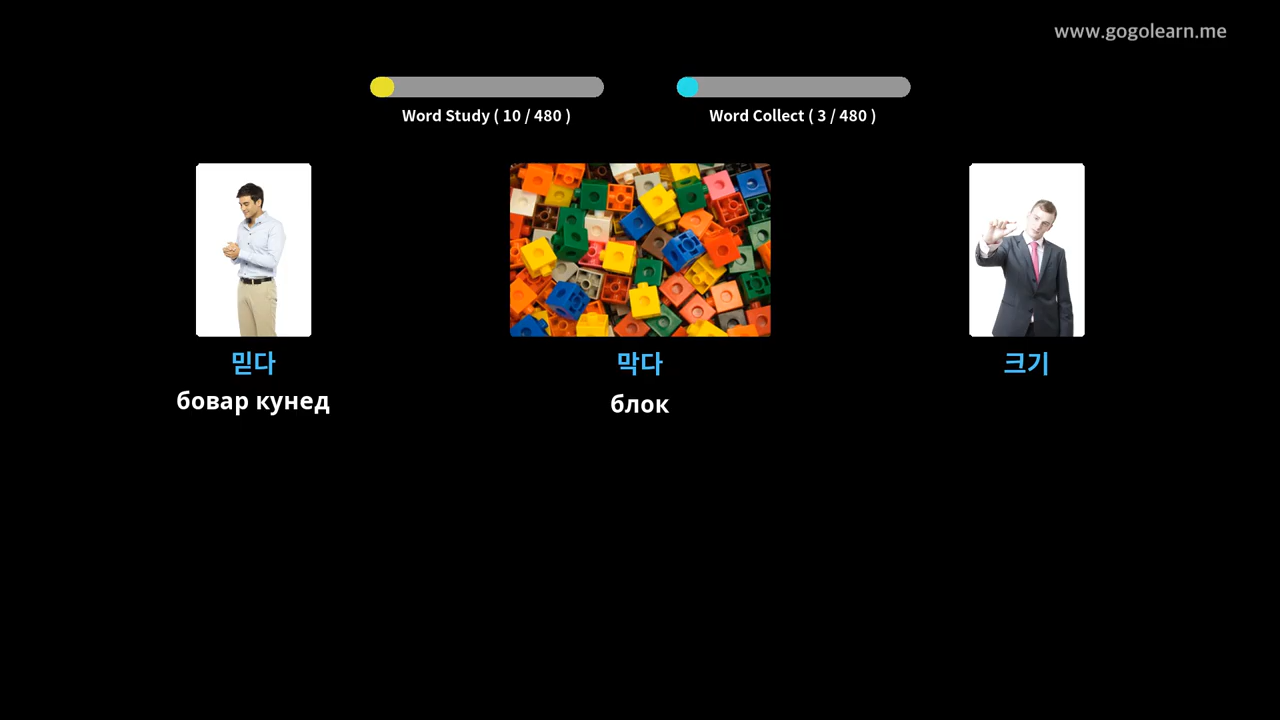 www.gogolearn.me
Word Study ( 10 / 480 )
Word Collect ( 3 / 480 )
믿다
막다
크기
бовар кунед
блок